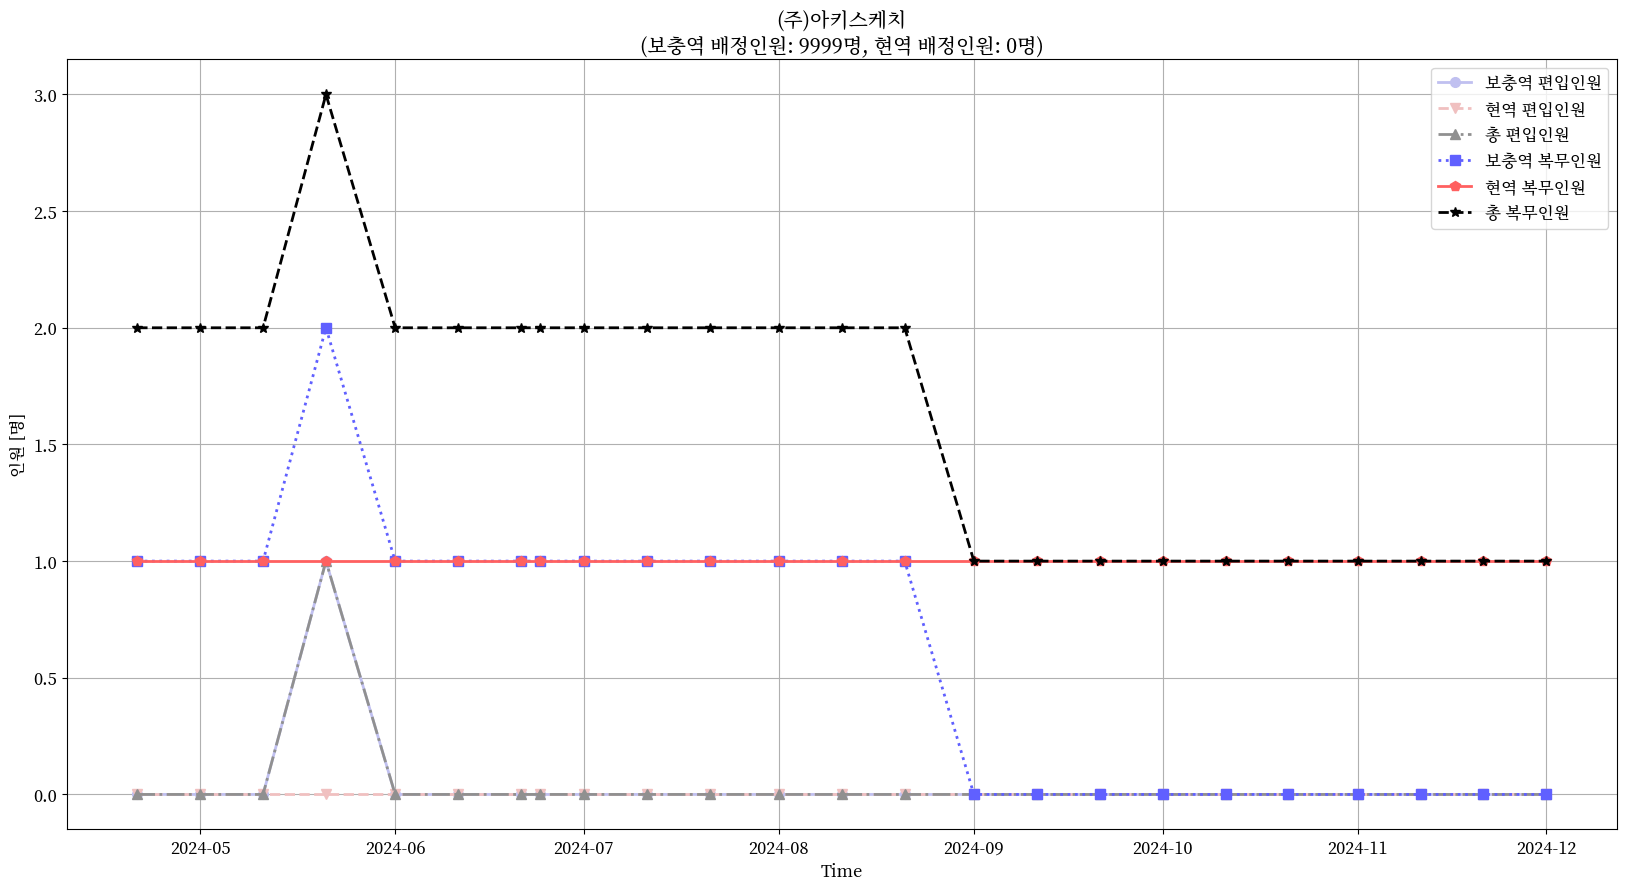 (주)아키스케치
(보충역 배정인원: 9999명, 현역 배정인원: 0명)
보충역 편입인원
현역 편입인원
총 편입인원
보충역 복무인원
현역 복무인원
총 복무인원
인원 [명]
3.0
2.5
2.0
1.5
1.0
0.5
0.0
2024-05 2024-06 2024-07 2024-08 2024-09 2024-10 2024-11 2024-12
Time